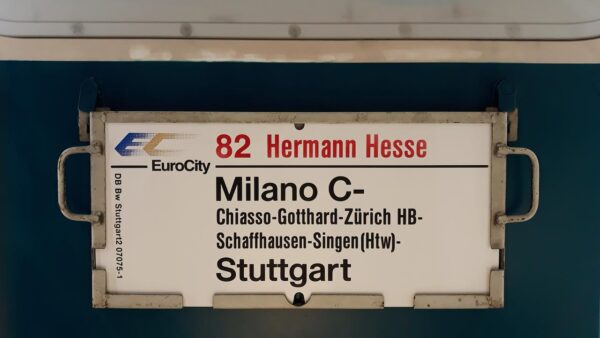 EC
EuroCity
82 Hermann Hesse
Milano C-
Chiasso-Gotthard-Zürich HB-
Schaffhausen-Singen(Htw)-
Stuttgart
DB Bw Stuttgart2 07075-1